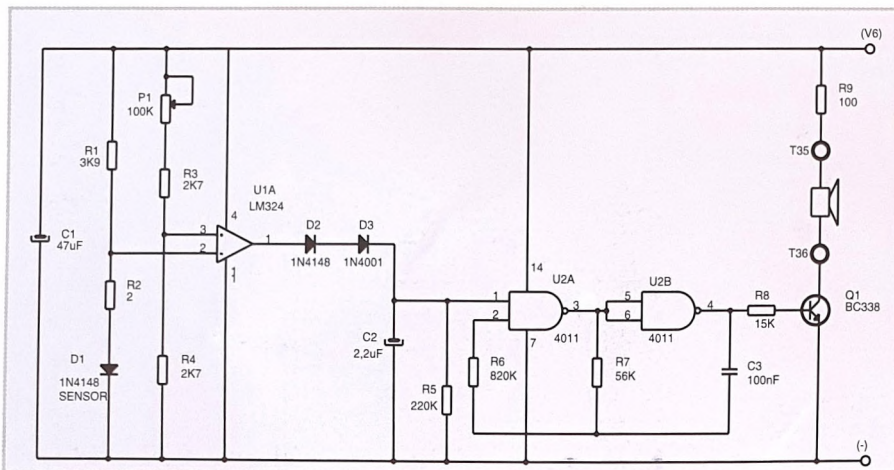 (V6)
R9
100
P1
100K
T35
R1
3K9
R3
2K7
U1A
LM324
4
3
2
1
1
1
C1
47uF
D2
D3
1N4148
1N4001
T36
R2
2
14
U2A
U2B
1
2
3
5
6
4
R8
15K
Q1
BC338
4011
4011
7
C2
2,2uF
D1
1N4148
SENSOR
R4
2K7
R6
820K
R7
56K
C3
100nF
R5
220K
(-)